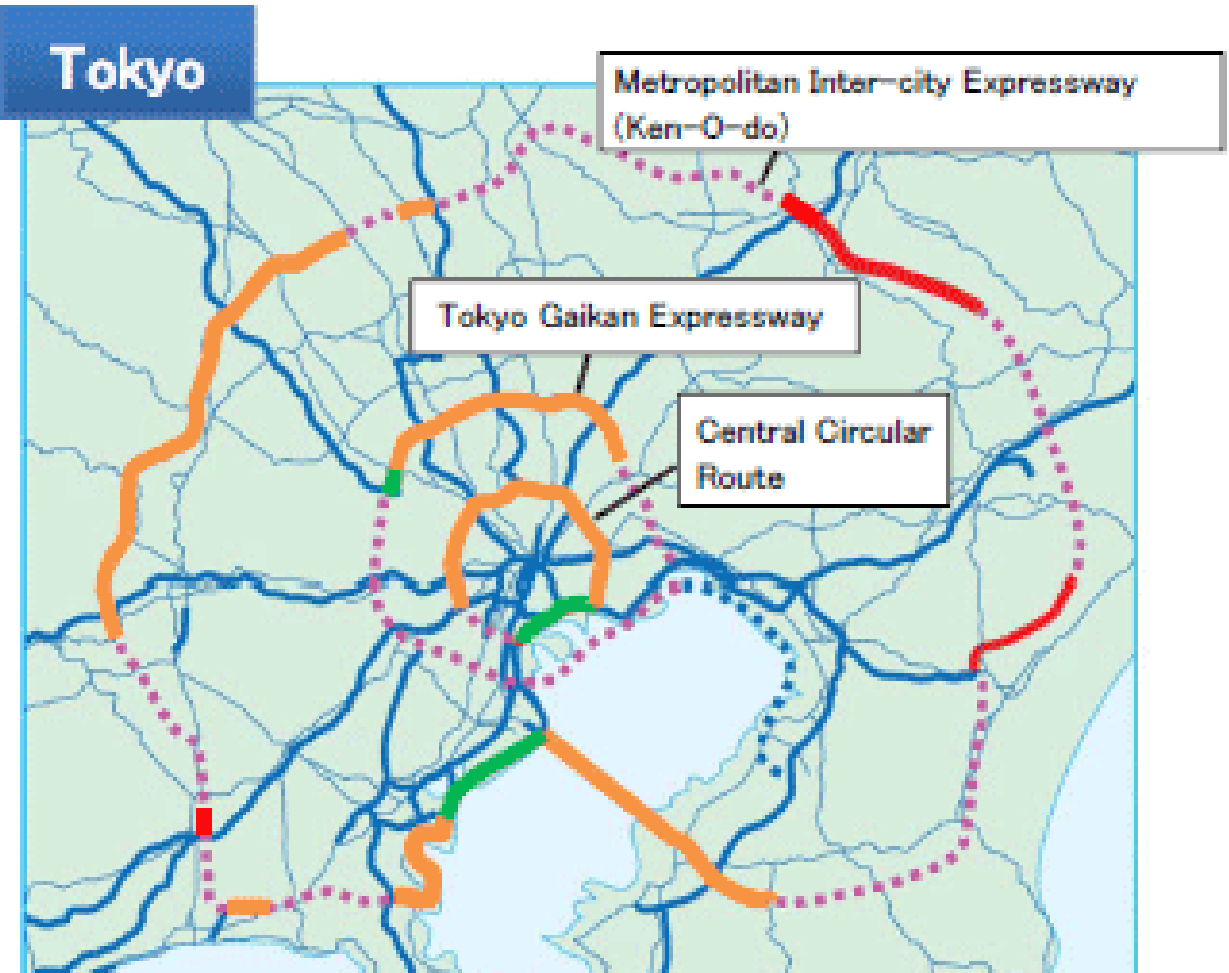 Tokyo
Metropolitan Inter-city Expressway
(Ken-O-do)
Tokyo Gaikan Expressway
Central Circular
Route